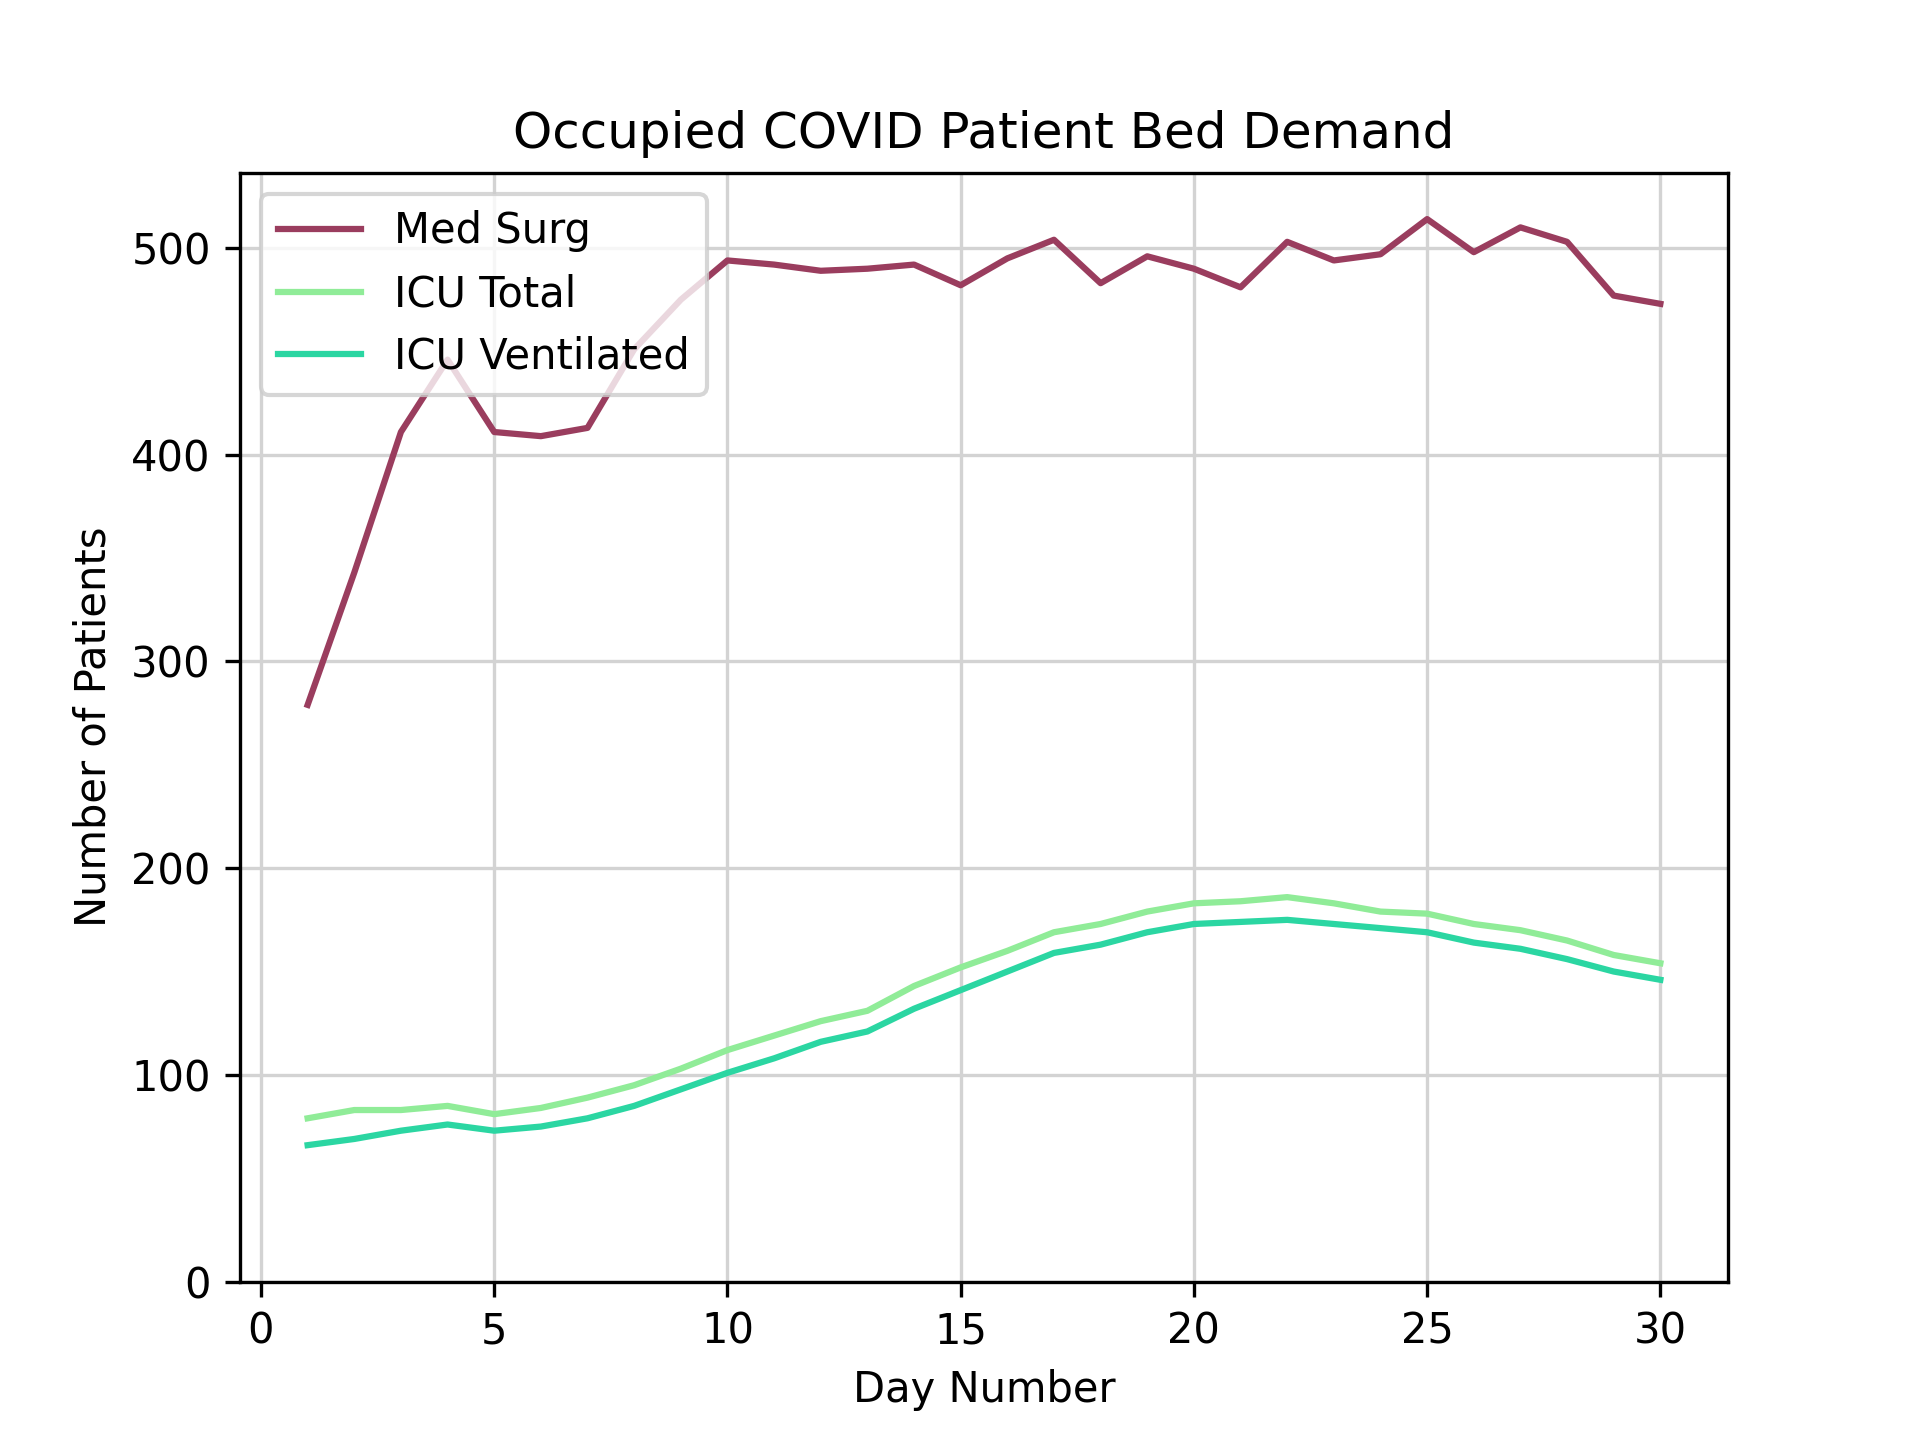 Occupied COVID Patient Bed Demand
Med Surg
ICU Total
ICU Ventilated
500
400
300
200
100
0
Number of Patients
0 5 10 15 20 25 30
Day Number